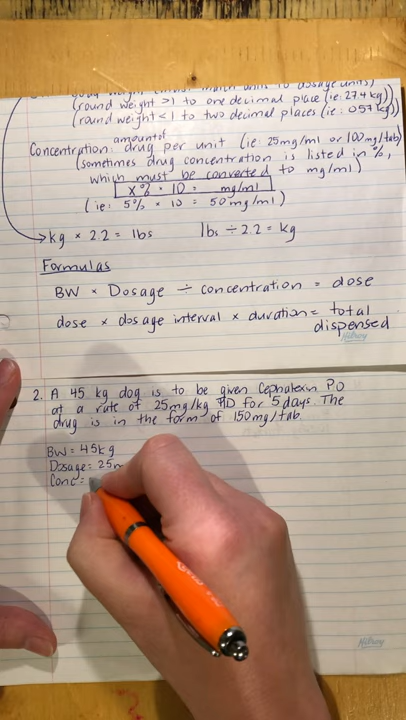 (round weight >1 to one decimal place (ie: 27.4 kg))
(round weight <1 to two decimal places (ie: 0.57 kg))
Concentration: amount of drug per unit (ie: 25mg/ml or 100mg/tab)
(sometimes drug concentration is listed in %,
which must be converted to mg/ml)
x% × 10 = mg/ml
(ie: 5% × 10 = 50mg/ml)
kg × 2.2 = lbs lbs ÷ 2.2 = kg
Formulas
BW × Dosage ÷ concentration = dose
dose × dosage interval × duration = total
dispensed
Hilroy
2. A 45 kg dog is to be given Cephalexin PO
at a rate of 25mg/kg for 5 days. The
drug is in the form of 150mg/tab.
BW = 45kg
Dosage = 25m
Conc =
Hilroy